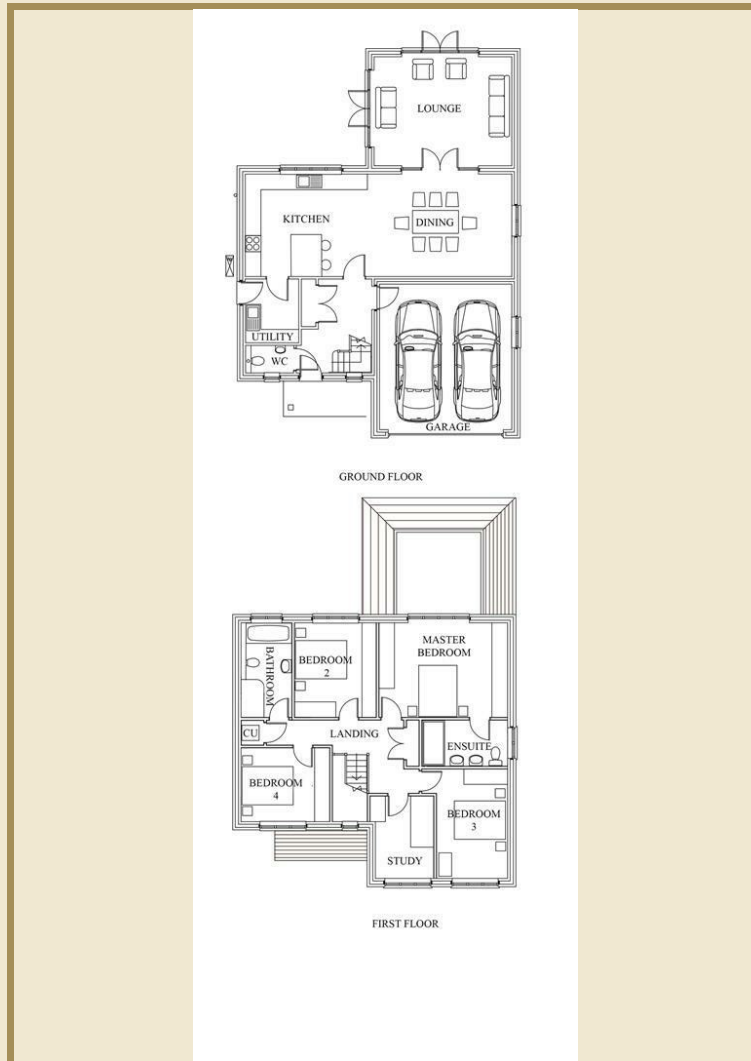 LOUNGE
KITCHEN
DINING
UTILITY
WC
GARAGE
GROUND FLOOR
MASTER
BEDROOM
BATHROOM
BEDROOM
2
CU
LANDING
ENSUITE
BEDROOM
4
BEDROOM
3
STUDY
FIRST FLOOR